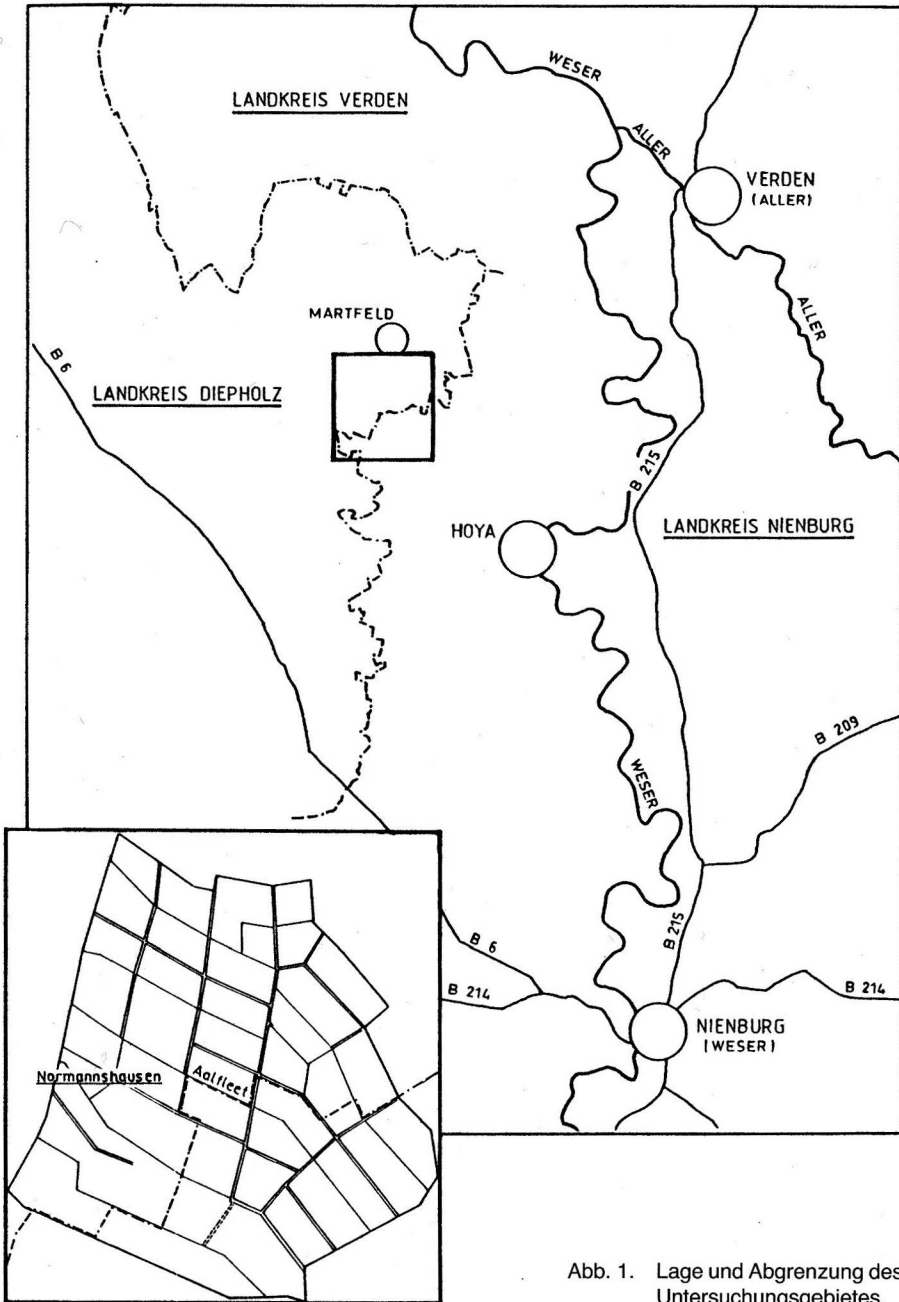 WESER
LANDKREIS VERDEN
ALLER
VERDEN
(ALLER)
ALLER
MARTFELD
B 6
LANDKREIS DIEPHOLZ
B 215
HOYA
LANDKREIS NIENBURG
B 209
WESER
B 215
B 6
B 214
B 214
NIENBURG
(WESER)
Normannshausen
Aalfleet
Abb. 1. Lage und Abgrenzung des
Untersuchungsgebietes